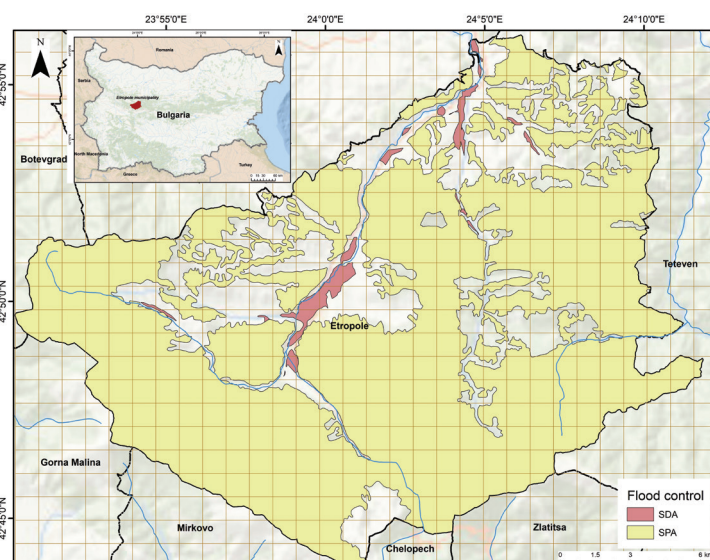 23°55'0"E 24°0'0"E 24°5'0"E 24°10'0"E
42°55'0"N
42°50'0"N
42°45'0"N
N
N
Romania
Serbia
Etropole municipality
Bulgaria
North Macedonia
Greece
Turkey
Botevgrad
Teteven
Etropole
Gorna Malina
Mirkovo
Chelopech
Zlatitsa
Flood control
SDA
SPA
0 1.5 3 6 km